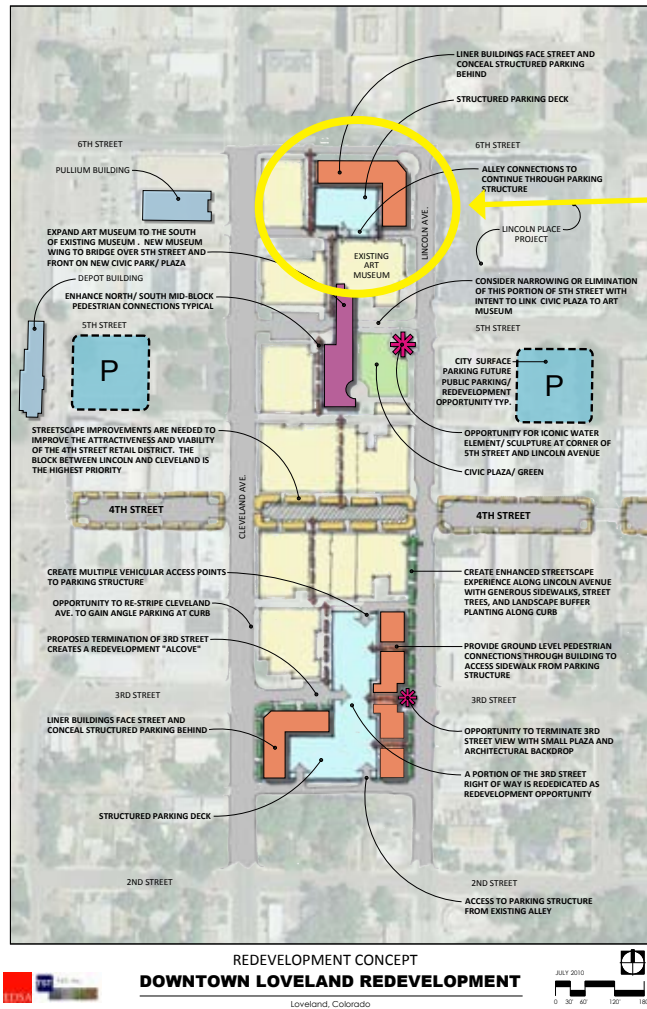 LINER BUILDINGS FACE STREET AND
CONCEAL STRUCTURED PARKING
BEHIND
STRUCTURED PARKING DECK
6TH STREET
6TH STREET
PULLIUM BUILDING
ALLEY CONNECTIONS TO
CONTINUE THROUGH PARKING
STRUCTURE
LINCOLN AVE.
LINCOLN PLACE
PROJECT
EXPAND ART MUSEUM TO THE SOUTH
OF EXISTING MUSEUM . NEW MUSEUM
WING TO BRIDGE OVER 5TH STREET AND
FRONT ON NEW CIVIC PARK/ PLAZA
EXISTING
ART
MUSEUM
DEPOT BUILDING
ENHANCE NORTH/ SOUTH MID-BLOCK
PEDESTRIAN CONNECTIONS TYPICAL
CONSIDER NARROWING OR ELIMINATION
OF THIS PORTION OF 5TH STREET WITH
INTENT TO LINK CIVIC PLAZA TO ART
MUSEUM
5TH STREET
5TH STREET
P
CITY SURFACE
PARKING FUTURE
PUBLIC PARKING/
REDEVELOPMENT
OPPORTUNITY TYP.
P
STREETSCAPE IMPROVEMENTS ARE NEEDED TO
IMPROVE THE ATTRACTIVENESS AND VIABILITY
OF THE 4TH STREET RETAIL DISTRICT. THE
BLOCK BETWEEN LINCOLN AND CLEVELAND IS
THE HIGHEST PRIORITY
OPPORTUNITY FOR ICONIC WATER
ELEMENT/ SCULPTURE AT CORNER OF
5TH STREET AND LINCOLN AVENUE
CIVIC PLAZA/ GREEN
CLEVELAND AVE.
4TH STREET
4TH STREET
CREATE MULTIPLE VEHICULAR ACCESS POINTS
TO PARKING STRUCTURE
CREATE ENHANCED STREETSCAPE
EXPERIENCE ALONG LINCOLN AVENUE
WITH GENEROUS SIDEWALKS, STREET
TREES, AND LANDSCAPE BUFFER
PLANTING ALONG CURB
OPPORTUNITY TO RE-STRIPE CLEVELAND
AVE. TO GAIN ANGLE PARKING AT CURB
PROPOSED TERMINATION OF 3RD STREET
CREATES A REDEVELOPMENT "ALCOVE"
PROVIDE GROUND LEVEL PEDESTRIAN
CONNECTIONS THROUGH BUILDING TO
ACCESS SIDEWALK FROM PARKING
STRUCTURE
3RD STREET
3RD STREET
LINER BUILDINGS FACE STREET AND
CONCEAL STRUCTURED PARKING BEHIND
OPPORTUNITY TO TERMINATE 3RD
STREET VIEW WITH SMALL PLAZA AND
ARCHITECTURAL BACKDROP
A PORTION OF THE 3RD STREET
RIGHT OF WAY IS REDEDICATED AS
REDEVELOPMENT OPPORTUNITY
STRUCTURED PARKING DECK
2ND STREET
2ND STREET
ACCESS TO PARKING STRUCTURE
FROM EXISTING ALLEY
REDEVELOPMENT CONCEPT
DOWNTOWN LOVELAND REDEVELOPMENT
Loveland, Colorado
EDSA
TST
JULY 2010
0 30' 60' 120' 180